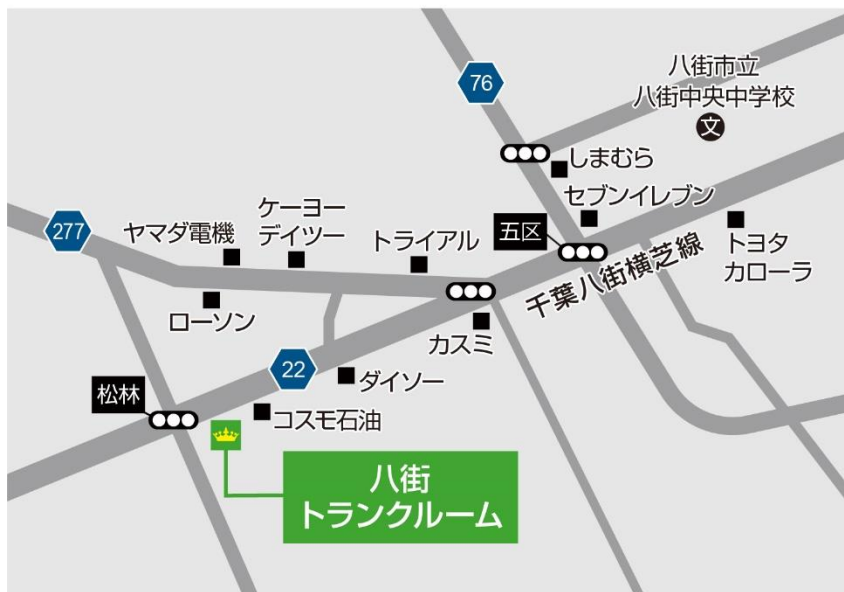 76
八街市立
八街中央中学校
文
しまむら
セブンイレブン
五区
トヨタ
カローラ
千葉八街横芝線
277
ヤマダ電機
ケーヨー
デイツー
トライアル
ローソン
カスミ
22
ダイソー
松林
コスモ石油
八街
トランクルーム